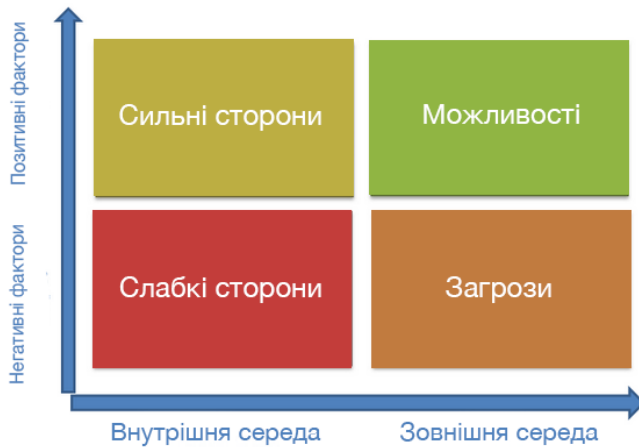 Позитивні фактори
Сильні сторони
Можливості
Негативні фактори
Слабкі сторони
Загрози
Внутрішня середа
Зовнішня середа